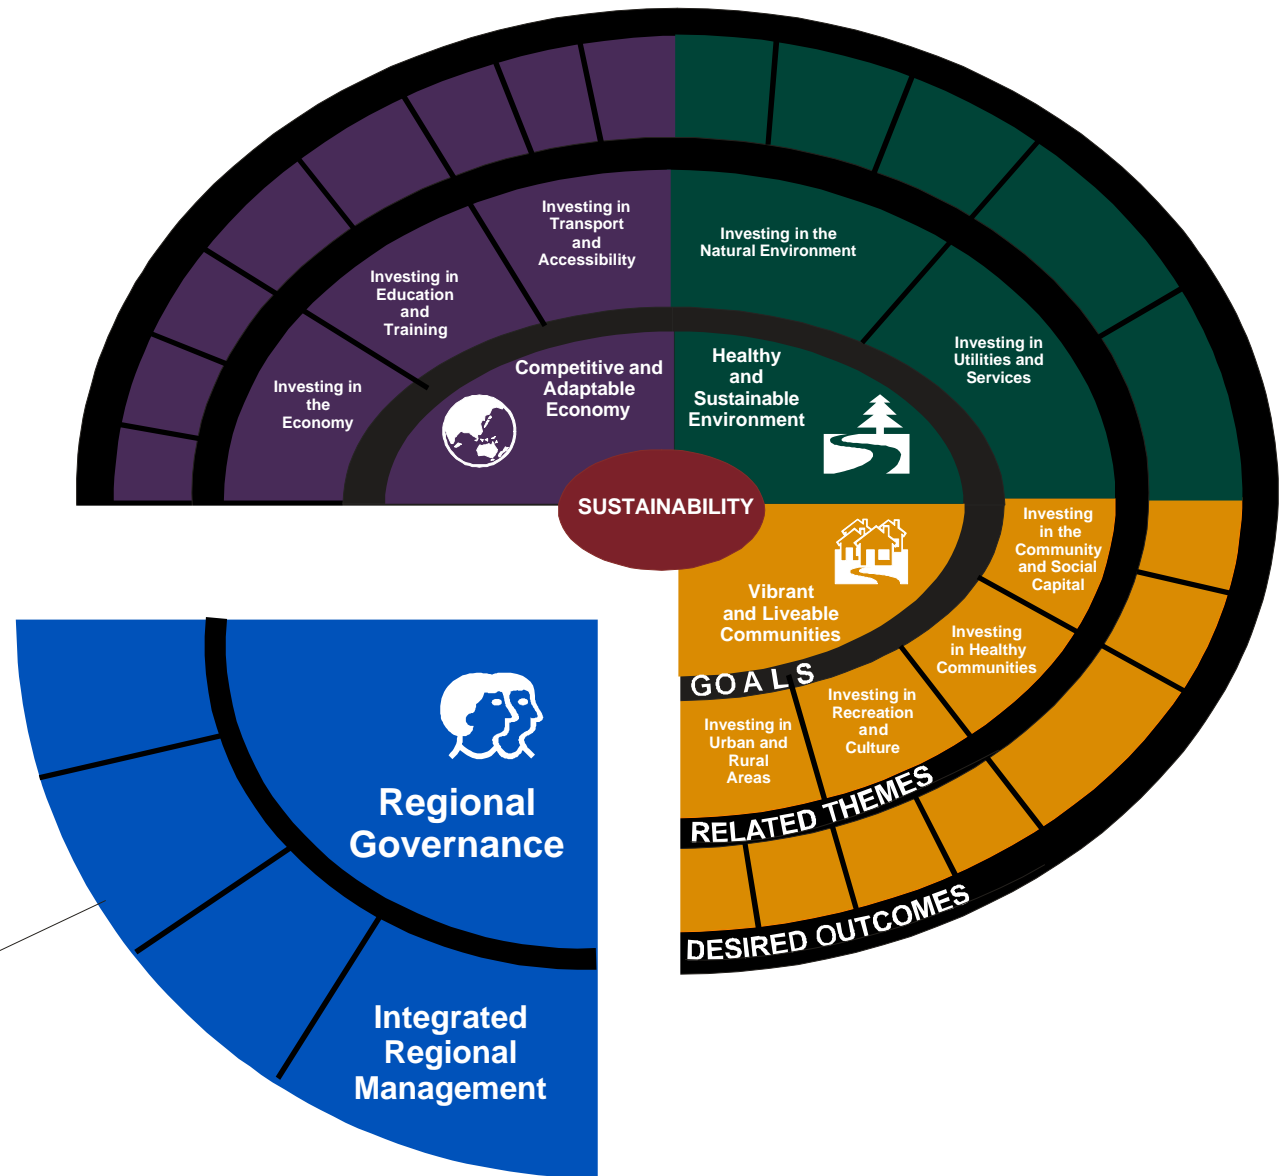 Investing in
Transport
and
Accessibility
Investing in the
Natural Environment
Investing in
Education
and
Training
Investing in
Utilities and
Services
Investing in
the
Economy
Competitive and
Adaptable
Economy
Healthy
and
Sustainable
Environment
SUSTAINABILITY
Investing
in the
Community
and Social
Capital
Vibrant
and Liveable
Communities
Investing
in Healthy
Communities
GOALS
Investing in
Recreation
and
Culture
Investing in
Urban and
Rural
Areas
RELATED THEMES
DESIRED OUTCOMES
Regional
Governance
Integrated
Regional
Management